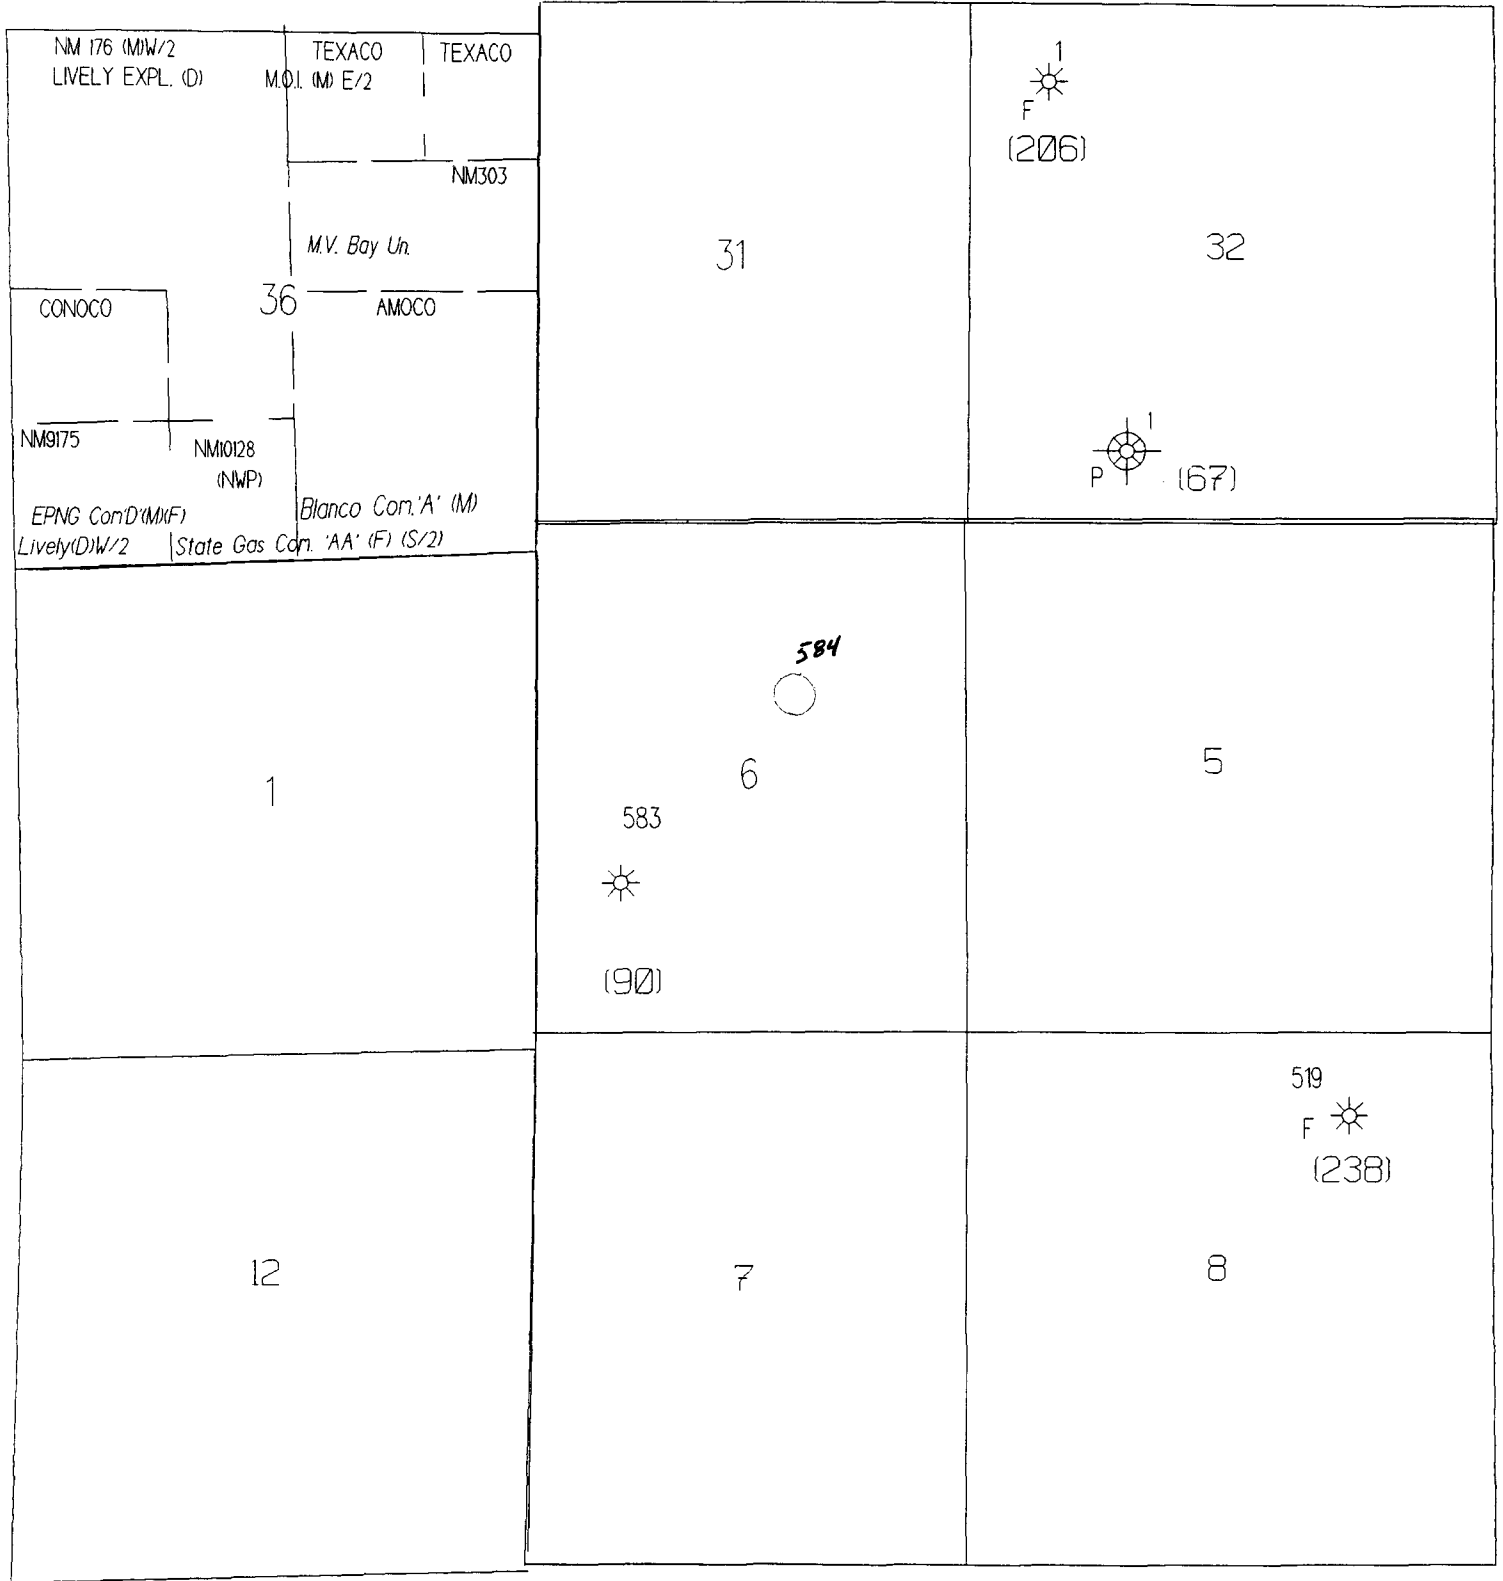 NM 176 (M)W/2
LIVELY EXPL. (D)
TEXACO
M.O.I. (M) E/2
TEXACO
NM303
M.V. Bay Un.
36
CONOCO
AMOCO
NM9175
NM10128
(NWP)
EPNG Com'D'(M)(F)
Lively(D)W/2
Blanco Com. 'A' (M)
State Gas Com. 'AA' (F) (S/2)
31
1
F
(206)
32
1
P
(67)
1
584
6
583
(90)
5
12
7
519
F
(238)
8